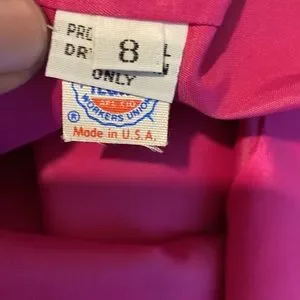 PRO
L
DR
N
8
ONLY
AFL CIO
WORKERS UNION
®
Made in U.S.A.